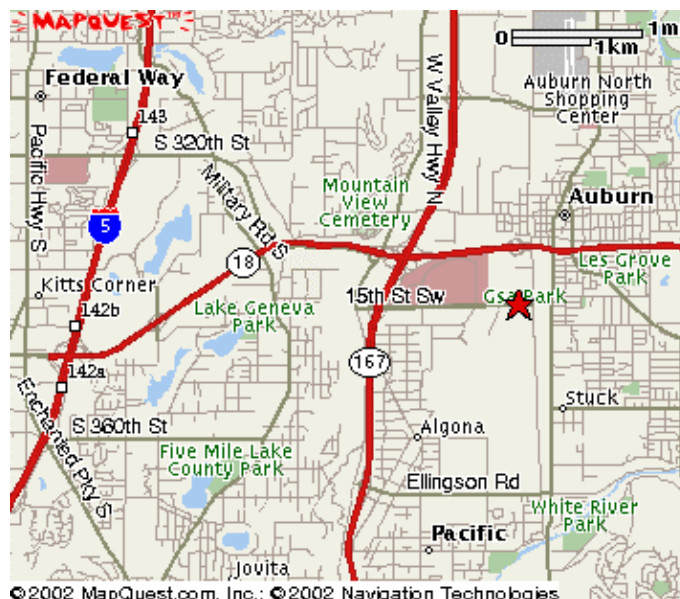 MAPQUEST
TM
0
1m
1km
Federal Way
143
S 320th St
Pacific Hwy S
W Valley Hwy N
Auburn North
Shopping
Center
Military Rd S
Mountain
View
Cemetery
Auburn
5
18
Les Grove
Park
Kitts Corner
142b
Lake Geneva
Park
15th St Sw
Gsa Park
142a
167
Enchanted Pky S
S 360th St
Stuck
Algona
Five Mile Lake
County Park
Ellingson Rd
White River
Park
Pacific
Jovita
©2002 MapQuest.com, Inc.; ©2002 Navigation Technologies